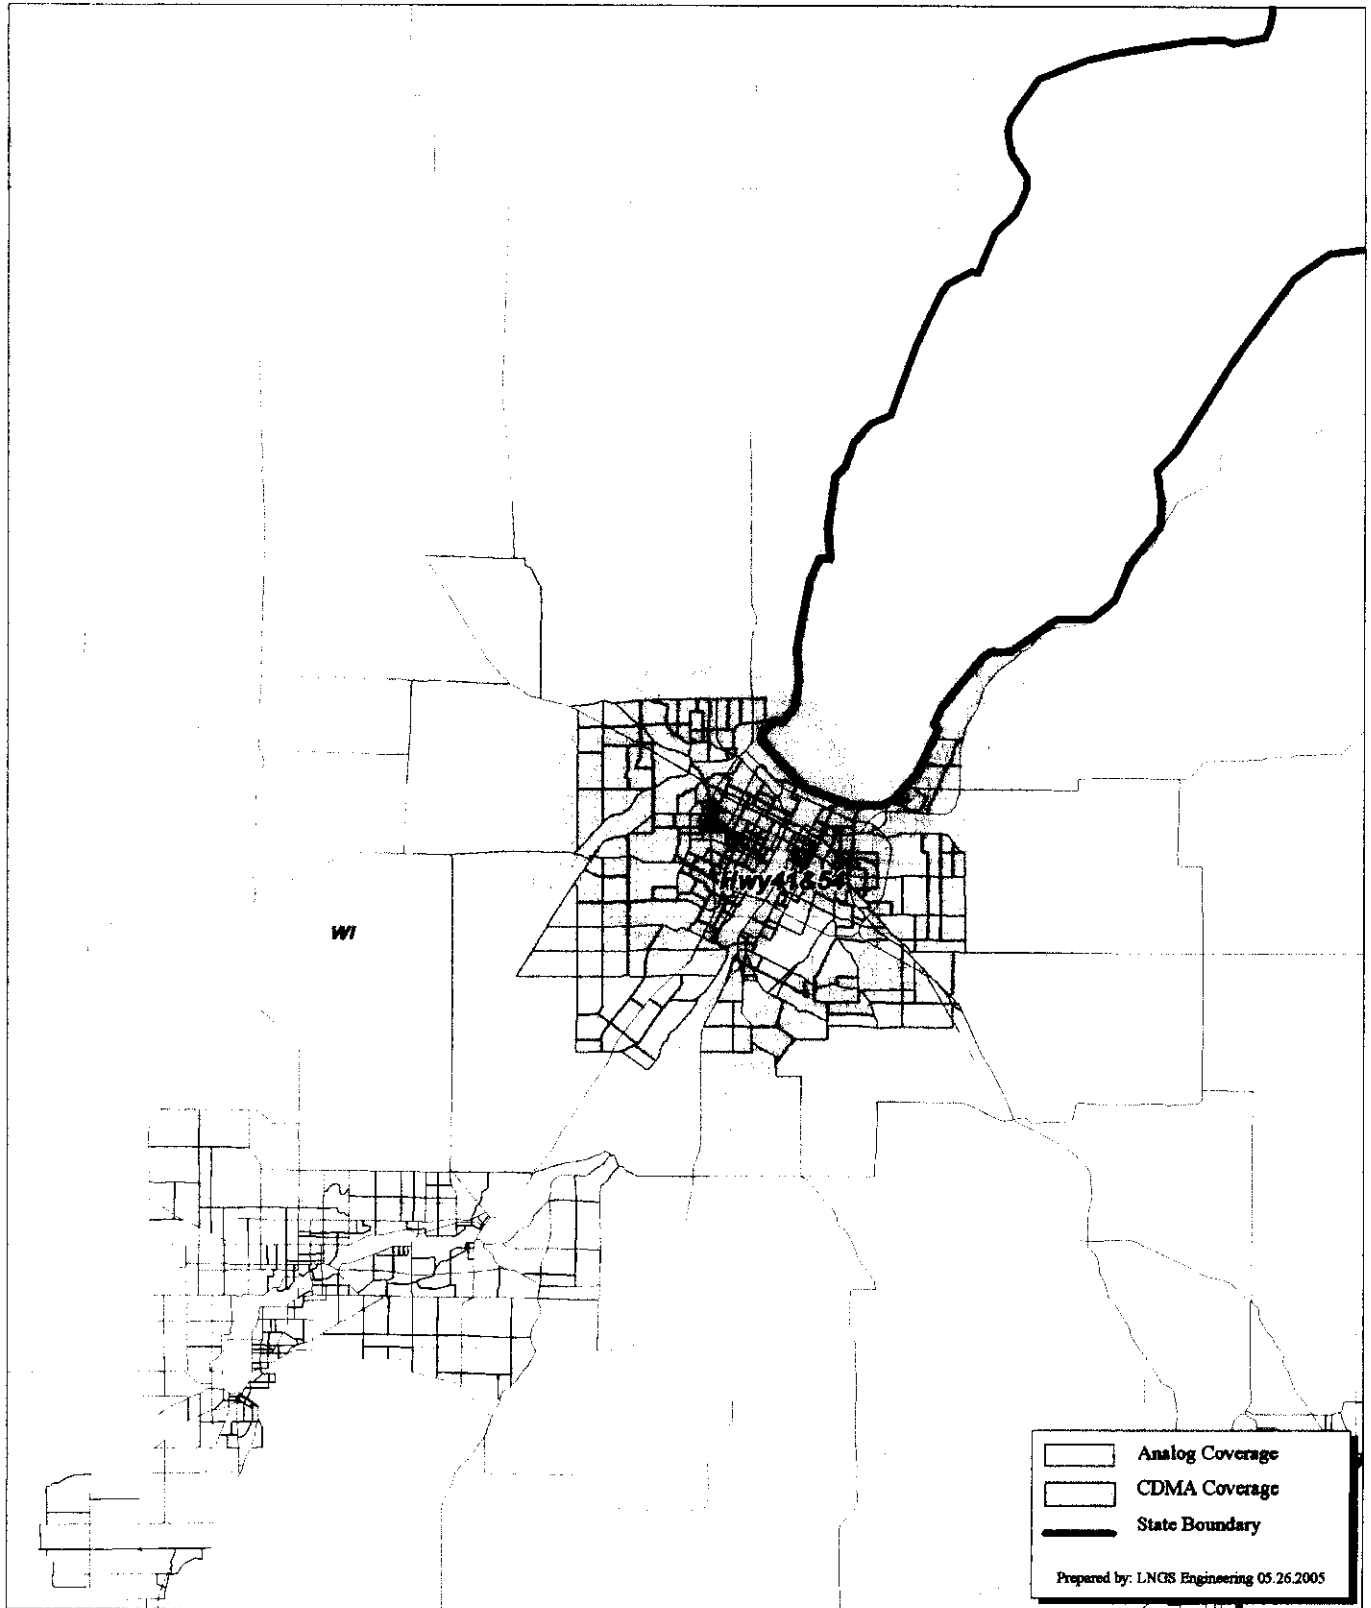 Hwy41&54
WI
Analog Coverage
CDMA Coverage
State Boundary
Prepared by: LNGS Engineering 05.26.2005